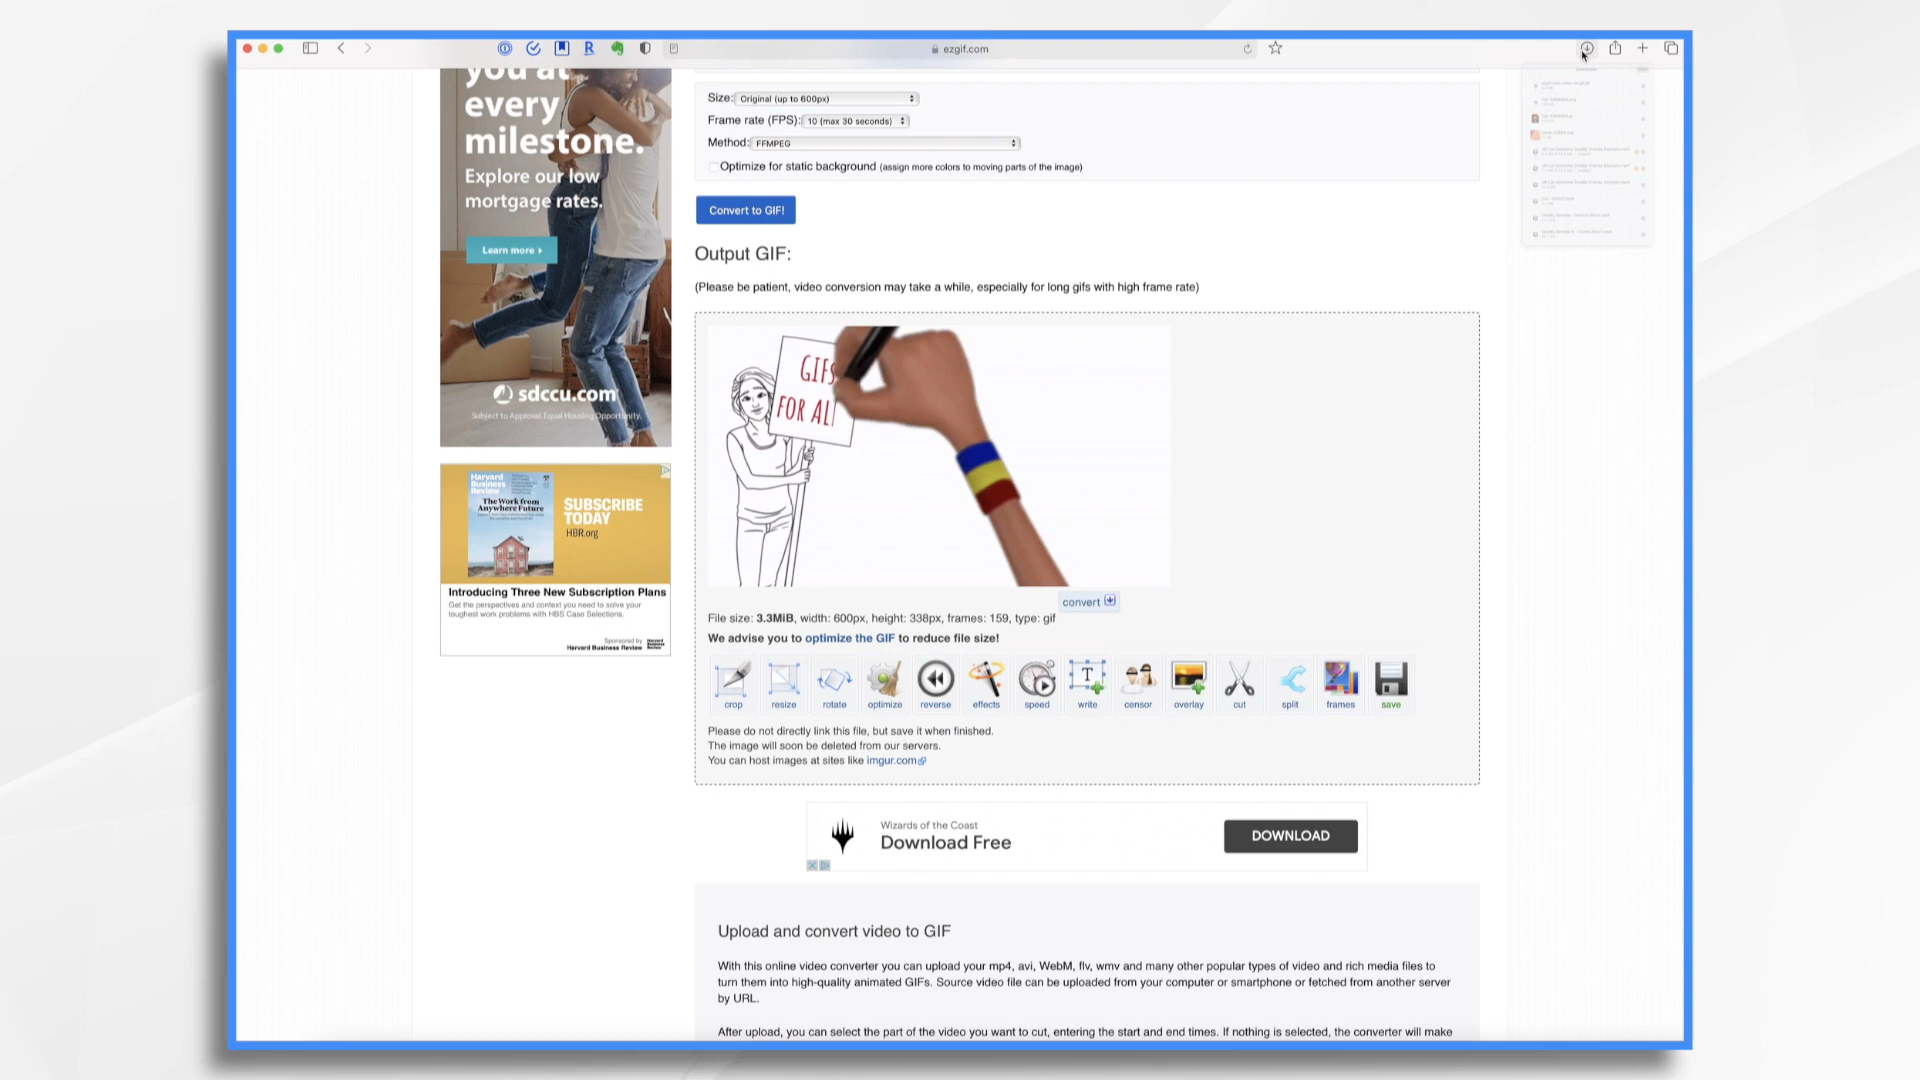 ezgif.com
you at
every
milestone.
Explore our low
mortgage rates.
Learn more
sdccu.com
Subject to Approval. Equal Housing Opportunity.
Harvard
Business
Review
The Work from
Anywhere Future
SUBSCRIBE
TODAY
HBR.org
Introducing Three New Subscription Plans
Get the perspectives and context you need to solve your
toughest work problems with HBS Case Selections.
Sponsored by
Harvard Business Review
Size: Original (up to 600px)
Frame rate (FPS): 10 (max 30 seconds)
Method: FFMPEG
Optimize for static background (assign more colors to moving parts of the image)
Convert to GIF!
Output GIF:
(Please be patient, video conversion may take a while, especially for long gifs with high frame rate)
GIFs
FOR AL
convert
File size: 3.3MiB, width: 600px, height: 338px, frames: 159, type: gif
We advise you to optimize the GIF to reduce file size!
crop resize rotate optimize reverse effects speed write censor overlay cut split frames save
Please do not directly link this file, but save it when finished.
The image will soon be deleted from our servers.
You can host images at sites like imgur.com
Wizards of the Coast
Download Free
DOWNLOAD
Upload and convert video to GIF
With this online video converter you can upload your mp4, avi, WebM, flv, wmv and many other popular types of video and rich media files to
turn them into high-quality animated GIFs. Source video file can be uploaded from your computer or smartphone or fetched from another server
by URL.
After upload, you can select the part of the video you want to cut, entering the start and end times. If nothing is selected, the converter will make